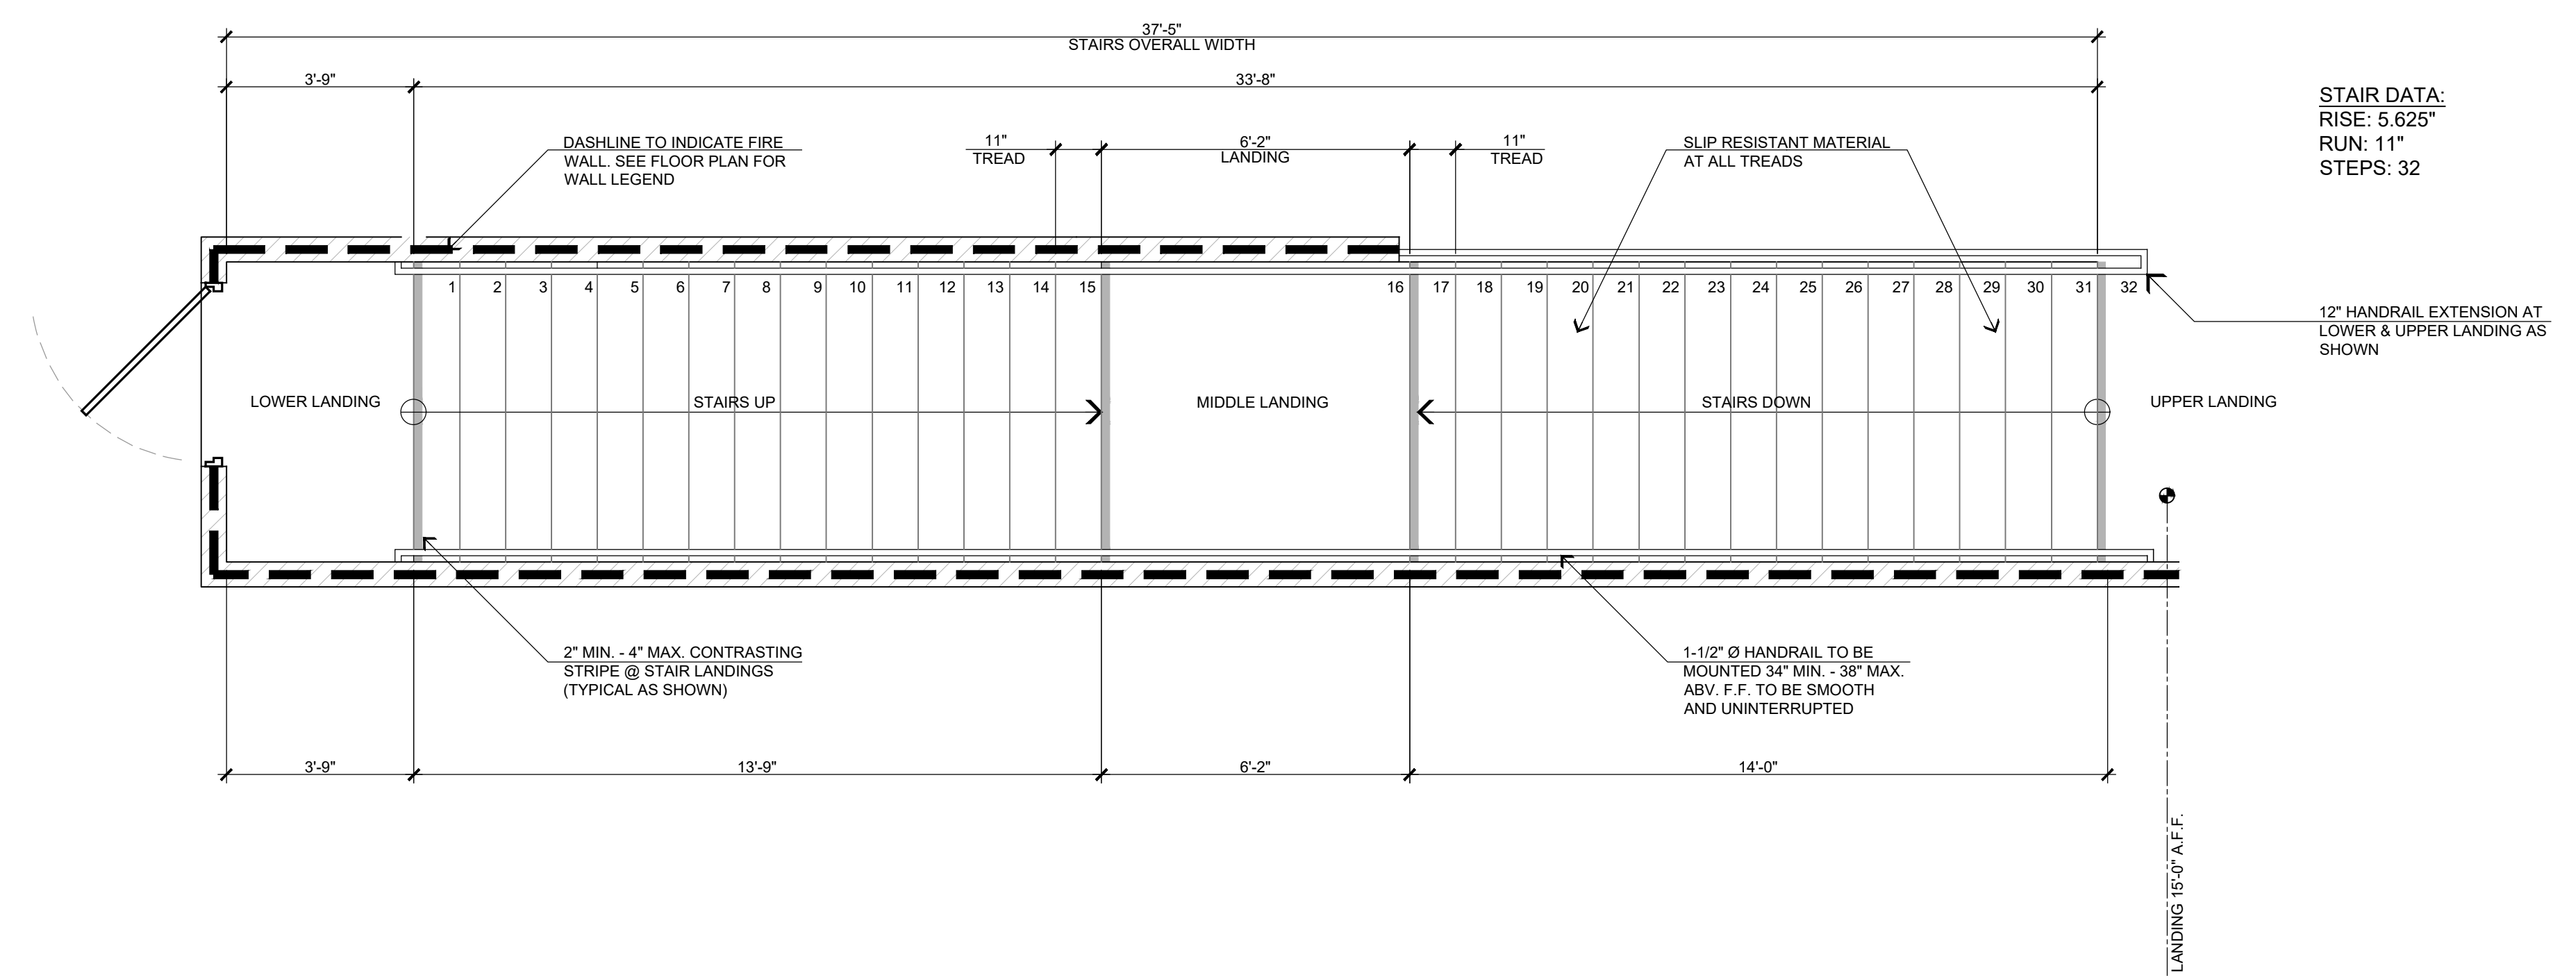 37'-5"
STAIRS OVERALL WIDTH
3'-9"
33'-8"
STAIR DATA:
RISE: 5.625"
RUN: 11"
STEPS: 32
DASHLINE TO INDICATE FIRE
WALL. SEE FLOOR PLAN FOR
WALL LEGEND
11"
TREAD
6'-2"
LANDING
11"
TREAD
SLIP RESISTANT MATERIAL
AT ALL TREADS
1 2 3 4 5 6 7 8 9 10 11 12 13 14 15 16 17 18 19 20 21 22 23 24 25 26 27 28 29 30 31 32
12" HANDRAIL EXTENSION AT
LOWER & UPPER LANDING AS
SHOWN
LOWER LANDING
STAIRS UP
MIDDLE LANDING
STAIRS DOWN
UPPER LANDING
2" MIN. - 4" MAX. CONTRASTING
STRIPE @ STAIR LANDINGS
(TYPICAL AS SHOWN)
1-1/2" Ø HANDRAIL TO BE
MOUNTED 34" MIN. - 38" MAX.
ABV. F.F. TO BE SMOOTH
AND UNINTERRUPTED
3'-9"
13'-9"
6'-2"
14'-0"
LANDING 15'-0" A.F.F.